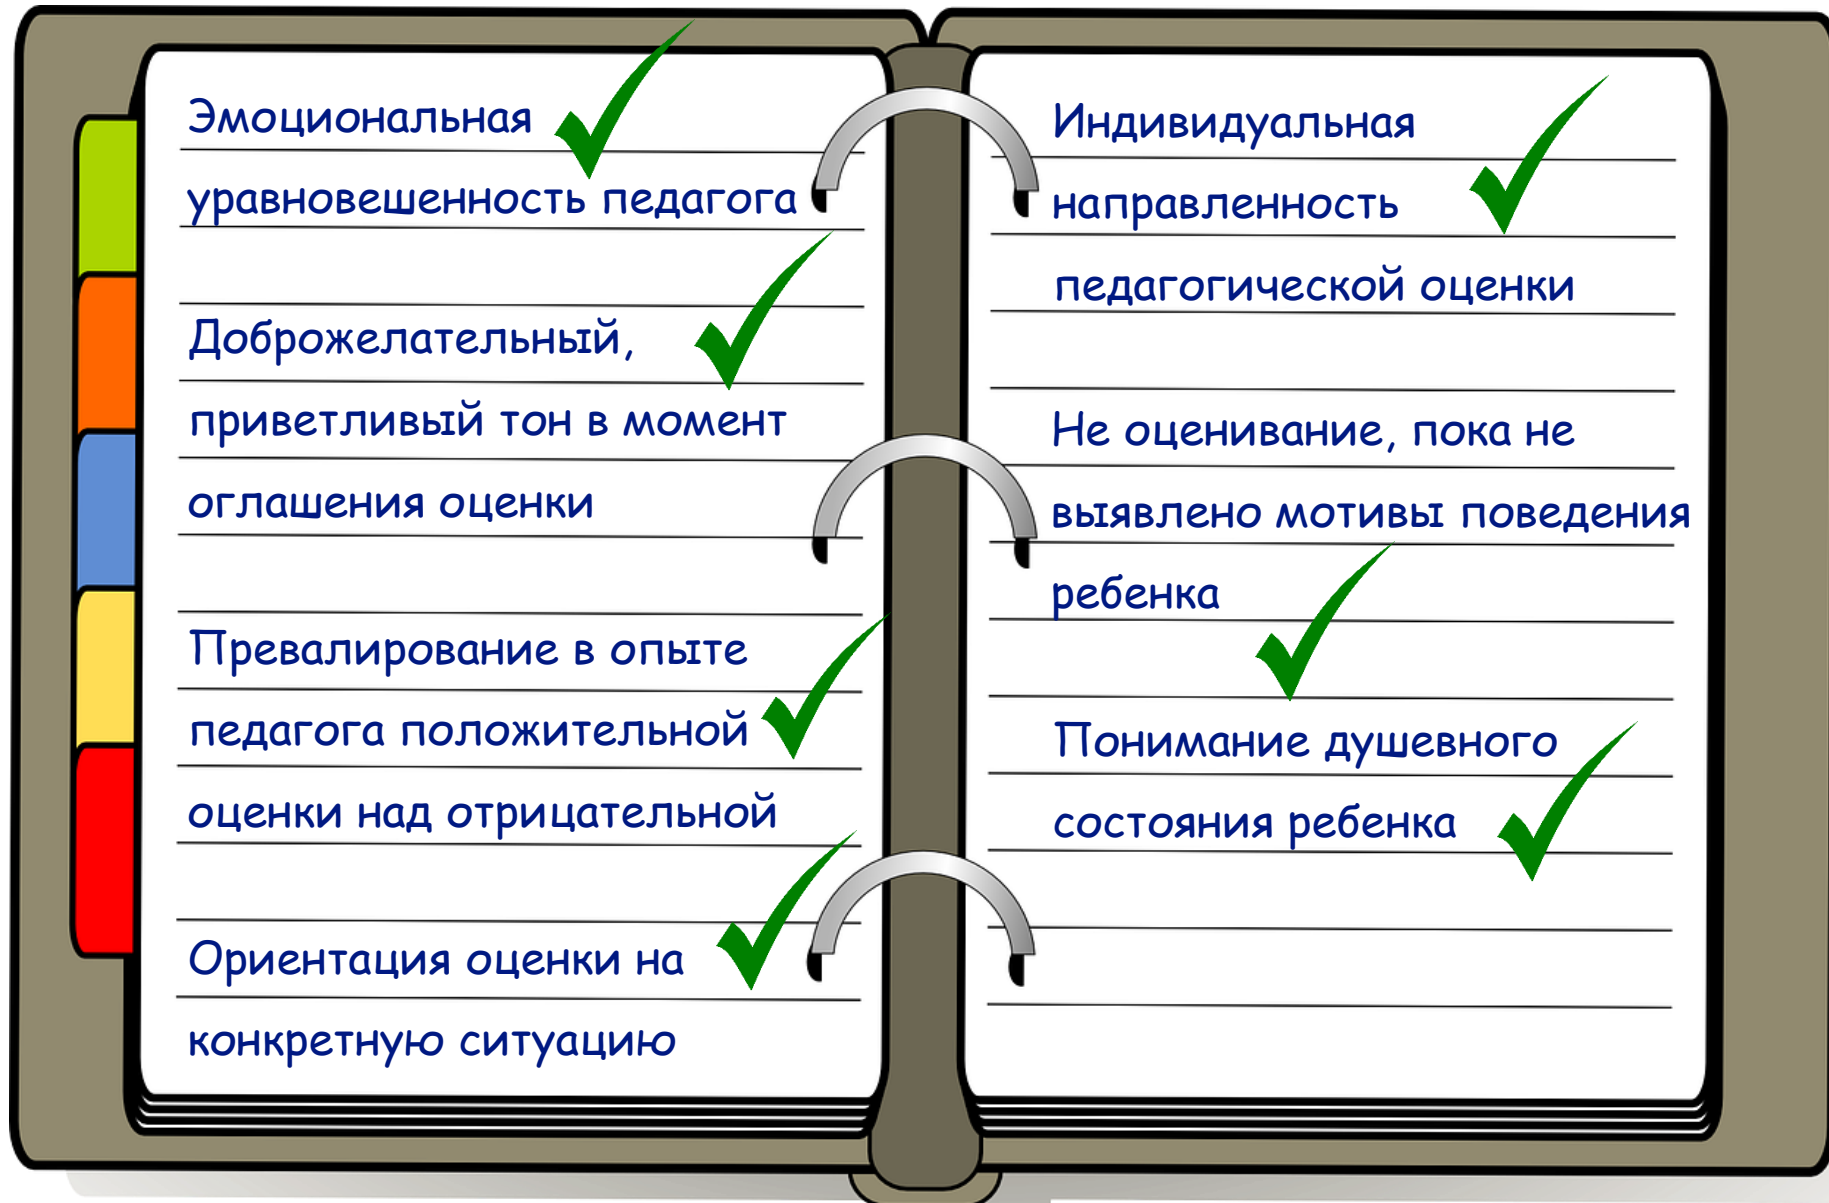 Эмоциональная
уравновешенность педагога
Доброжелательный,
приветливый тон в момент
оглашения оценки
Превалирование в опыте
педагога положительной
оценки над отрицательной
Ориентация оценки на
конкретную ситуацию
Индивидуальная
направленность
педагогической оценки
Не оценивание, пока не
выявлено мотивы поведения
ребенка
Понимание душевного
состояния ребенка